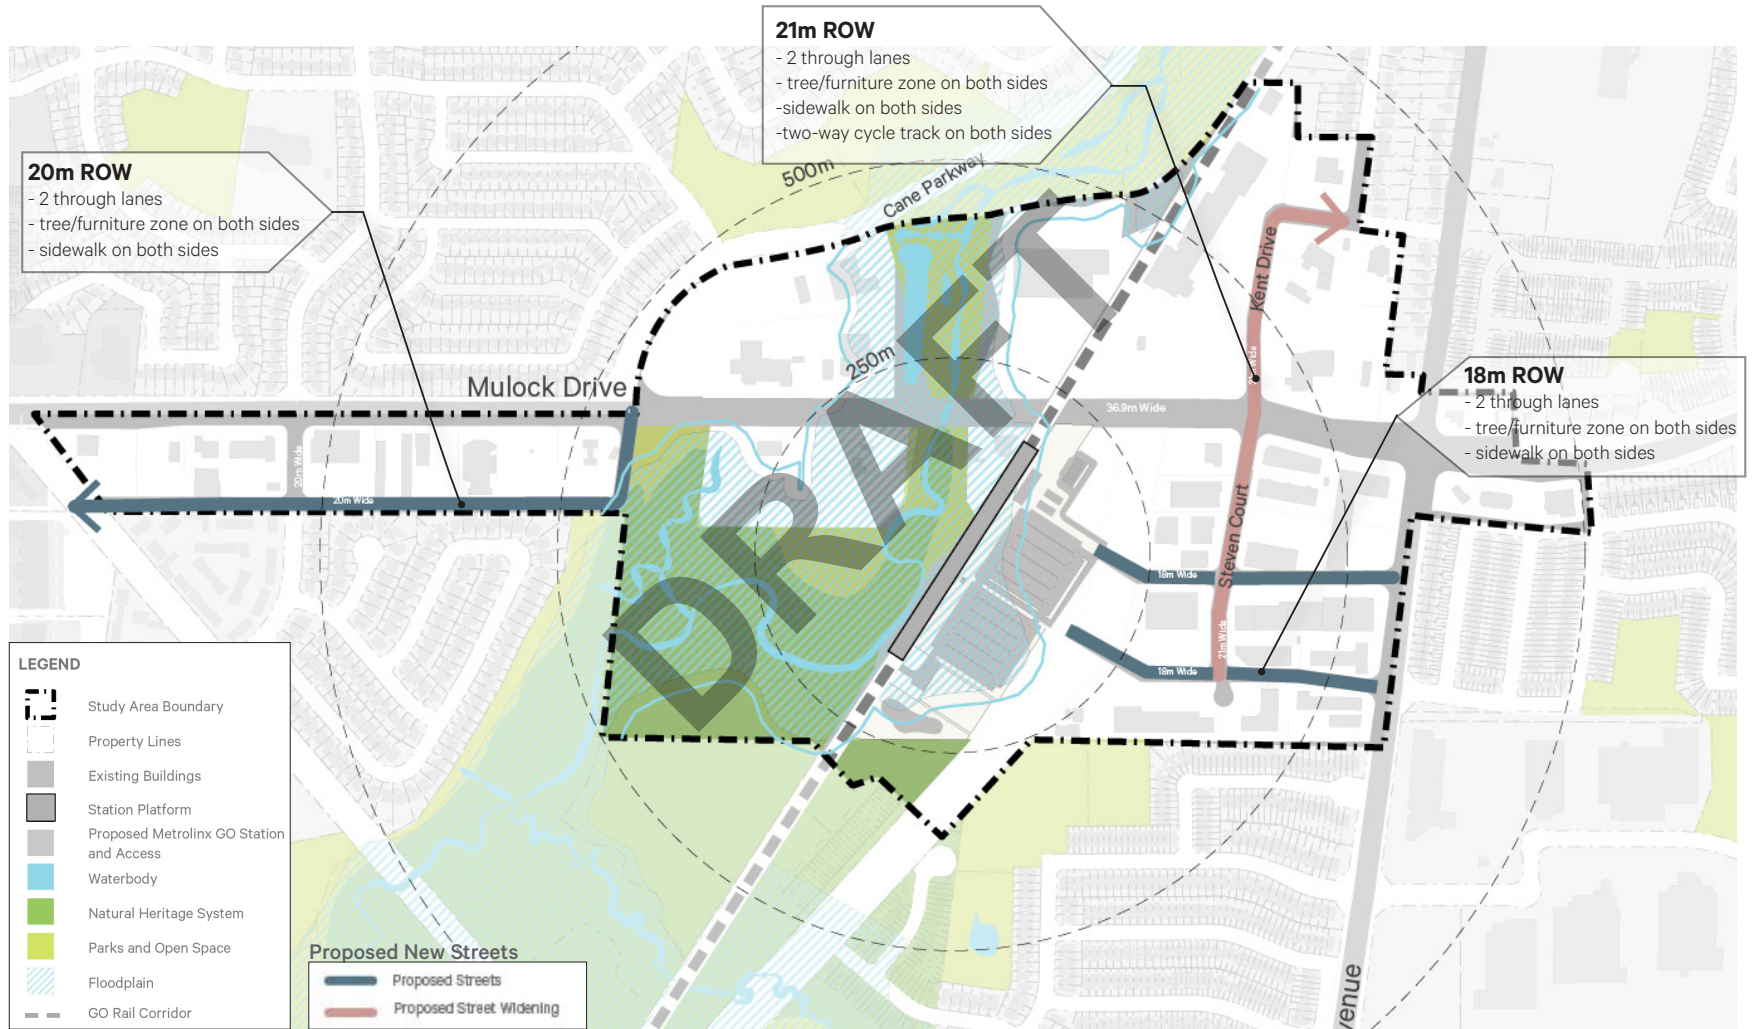 21m ROW
- 2 through lanes
- tree/furniture zone on both sides
-sidewalk on both sides
-two-way cycle track on both sides
20m ROW
- 2 through lanes
- tree/furniture zone on both sides
- sidewalk on both sides
500m
Cane Parkway
Kent Drive
250m
18m ROW
- 2 through lanes
- tree/furniture zone on both sides
- sidewalk on both sides
Mulock Drive
36.9m Wide
Wide
20m Wide
20m Wide
DRAFT
Steven Court
18m Wide
21m Wide
18m Wide
venue
LEGEND
Study Area Boundary
Property Lines
Existing Buildings
Station Platform
Proposed Metrolinx GO Station
and Access
Waterbody
Natural Heritage System
Parks and Open Space
Floodplain
GO Rail Corridor
Proposed New Streets
Proposed Streets
Proposed Street Widening